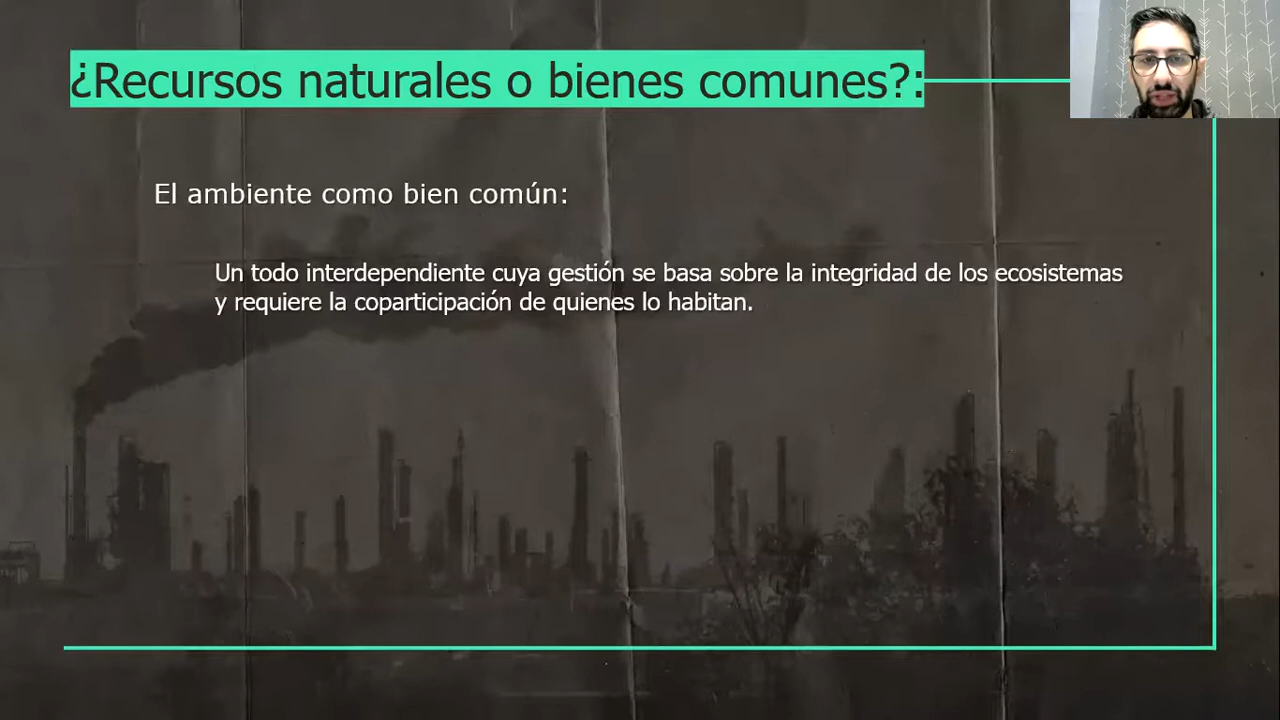 ¿Recursos naturales o bienes comunes?:
El ambiente como bien común:
Un todo interdependiente cuya gestión se basa sobre la integridad de los ecosistemas
y requiere la coparticipación de quienes lo habitan.